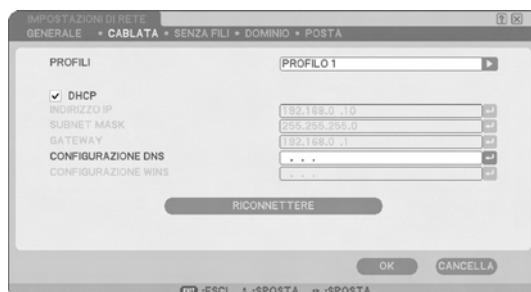 IMPOSTAZIONI DI RETE
GENERALE • CABLATA • SENZA FILI • DOMINIO • POSTA
PROFILI PROFILO 1
DHCP
INDIRIZZO IP 192.168.0 .10
SUBNET MASK 255.255.255.0
GATEWAY 192.168.0 .1
CONFIGURAZIONE DNS . . .
CONFIGURAZIONE WINS . . .
RICONNETTERE
OK CANCELLA
EXIT :ESCI :SPOSTA :SPOSTA